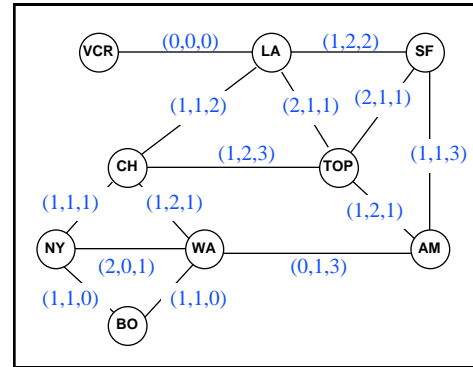 (0,0,0)
(1,2,2)
VCR
LA
SF
(1,1,2)
(2,1,1)
(2,1,1)
CH
(1,2,3)
TOP
(1,1,3)
(1,1,1)
(1,2,1)
(1,2,1)
NY
WA
AM
(2,0,1)
(0,1,3)
(1,1,0)
(1,1,0)
BO